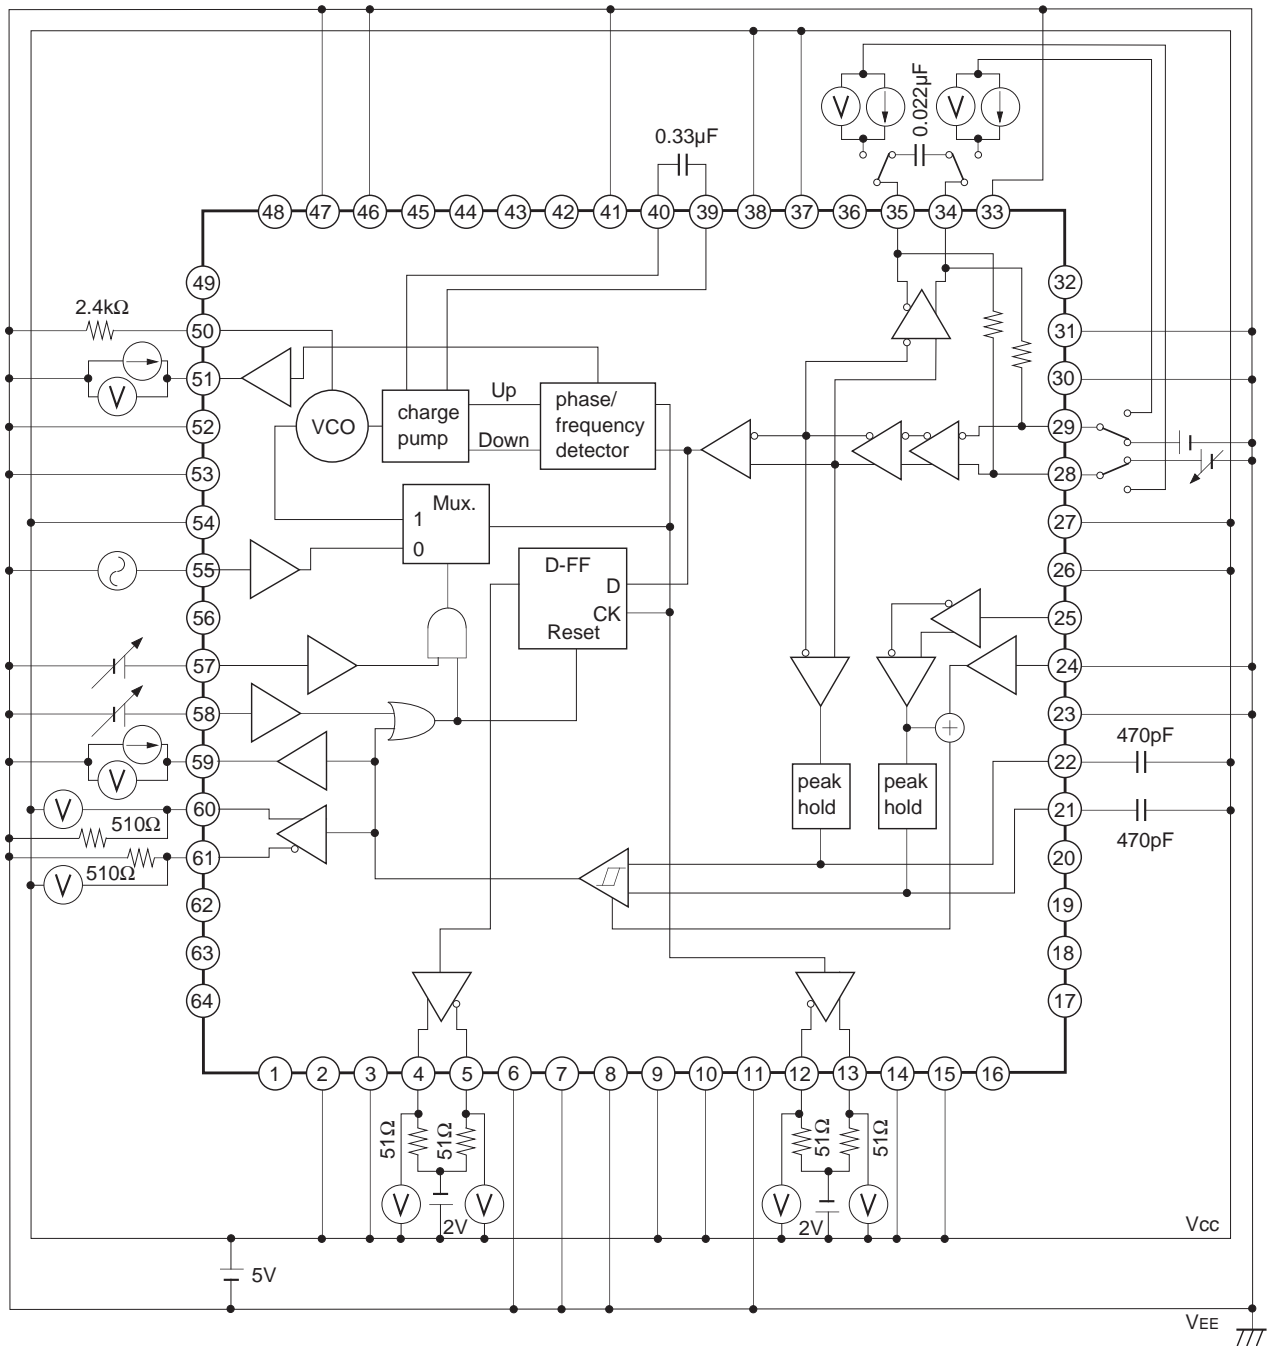 0.022µF
V
V
0.33µF
48 47 46 45 44 43 42 41 40 39 38 37 36 35 34 33
49
50
51
52
53
54
55
56
57
58
59
60
61
62
63
64
32
31
30
29
28
27
26
25
24
23
22
21
20
19
18
17
2.4kΩ
V
VCO
charge
pump
Up
Down
phase/
frequency
detector
Mux.
1
0
D-FF
D
CK
Reset
+
peak
hold
peak
hold
470pF
470pF
V
V
510Ω
510Ω
V
1 2 3 4 5 6 7 8 9 10 11 12 13 14 15 16
51Ω
51Ω
51Ω
51Ω
V
V
2V
V
V
2V
Vcc
5V
VEE